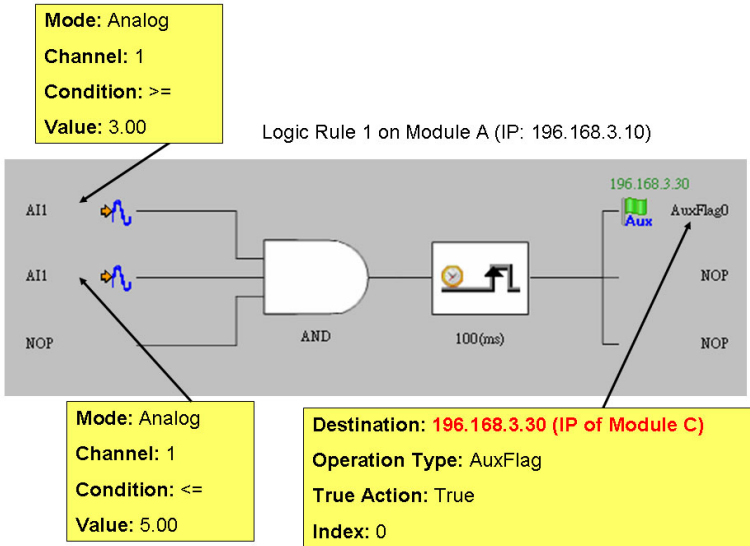 Mode: Analog
Channel: 1
Condition: >=
Value: 3.00
Logic Rule 1 on Module A (IP: 196.168.3.10)
196.168.3.30
AI1
Aux
AuxFlag0
AI1
NOP
NOP
AND
100(ms)
NOP
Mode: Analog
Channel: 1
Condition: <=
Value: 5.00
Destination: 196.168.3.30 (IP of Module C)
Operation Type: AuxFlag
True Action: True
Index: 0